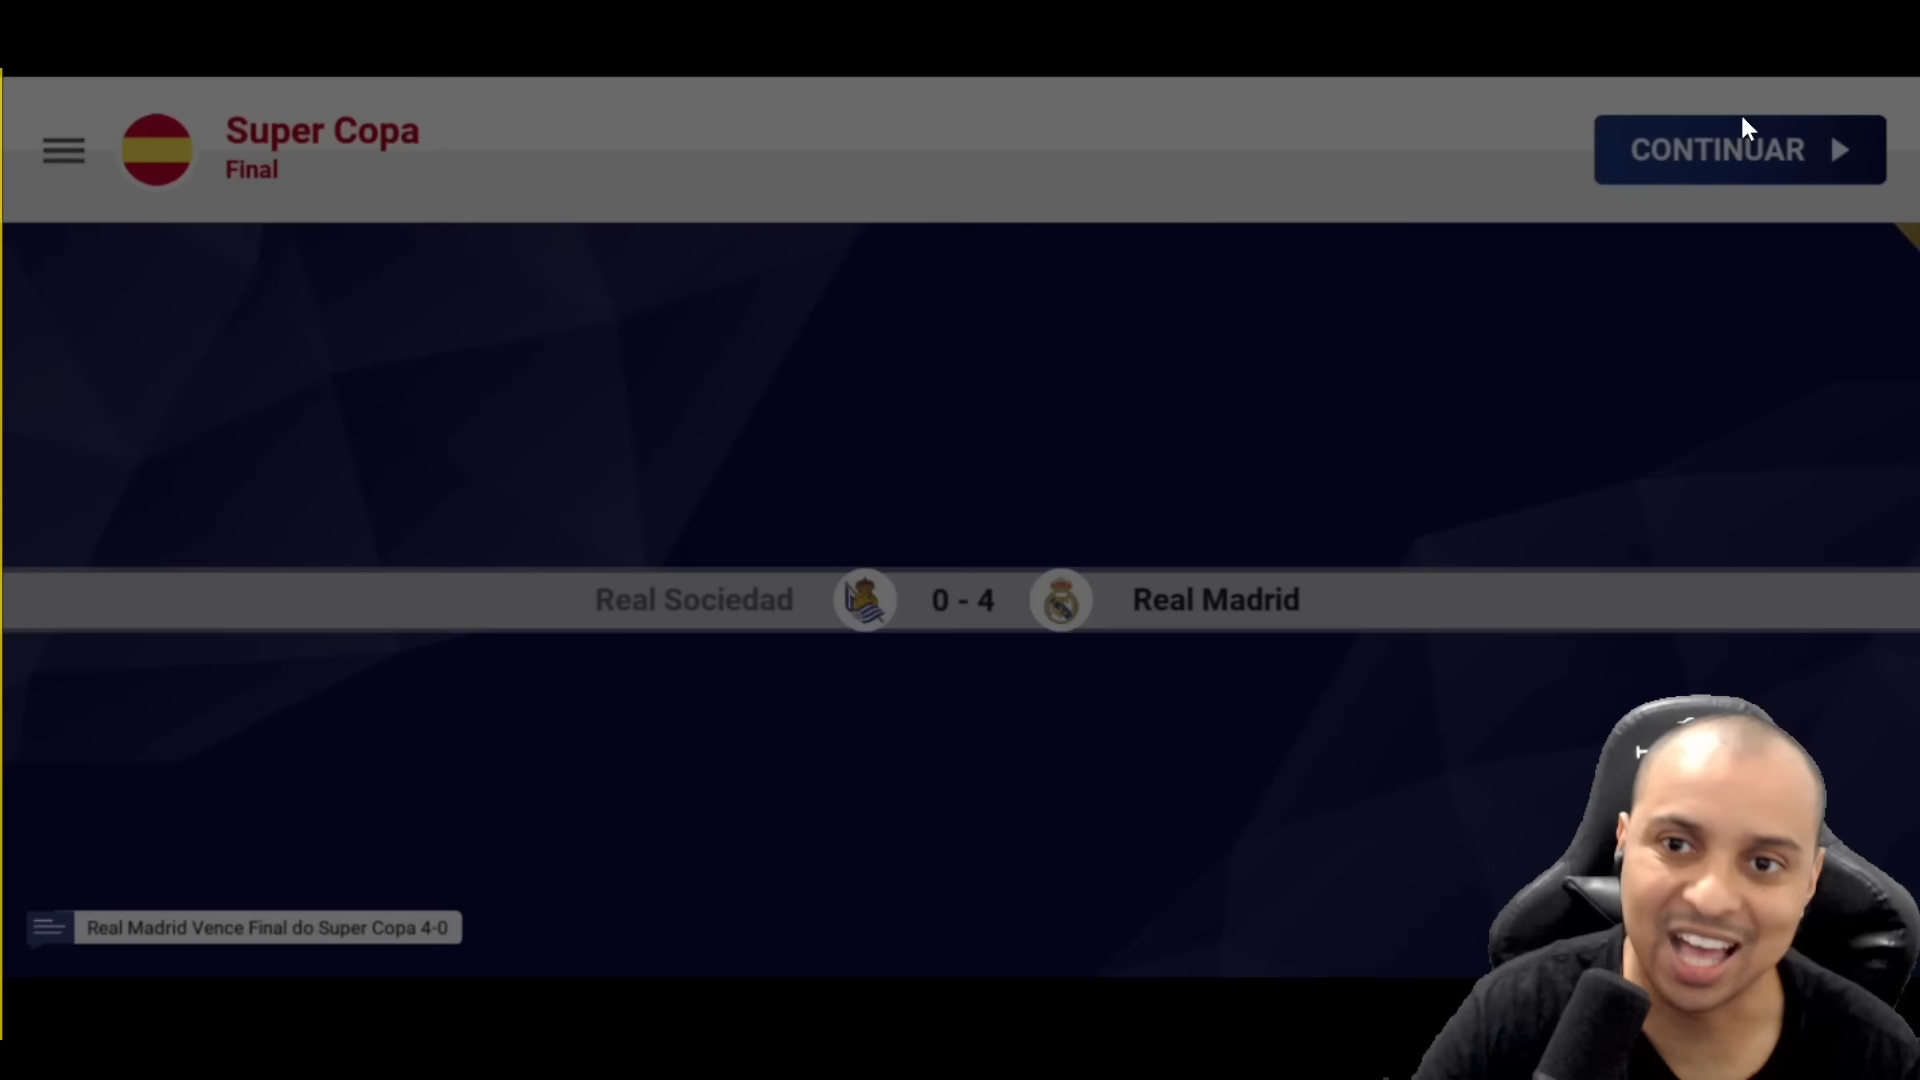 Super Copa
Final
CONTINUAR
Real Sociedad 0 - 4 Real Madrid
Real Madrid Vence Final do Super Copa 4-0